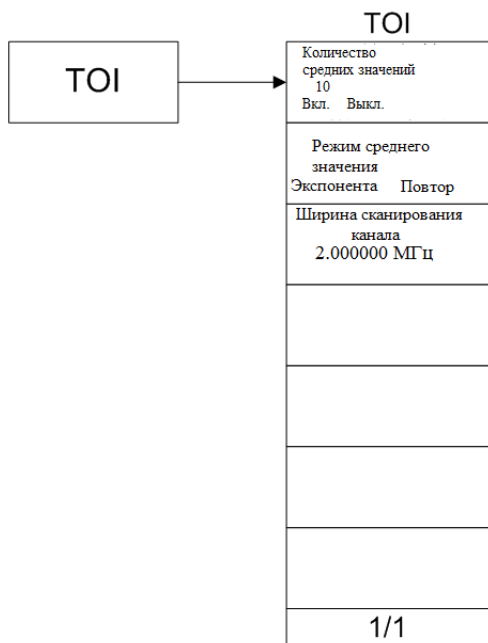 TOI
TOI
Количество
средних значений
10
Вкл. Выкл.
Режим среднего
значения
Экспонента Повтор
Ширина сканирования
канала
2.000000 МГц
1/1